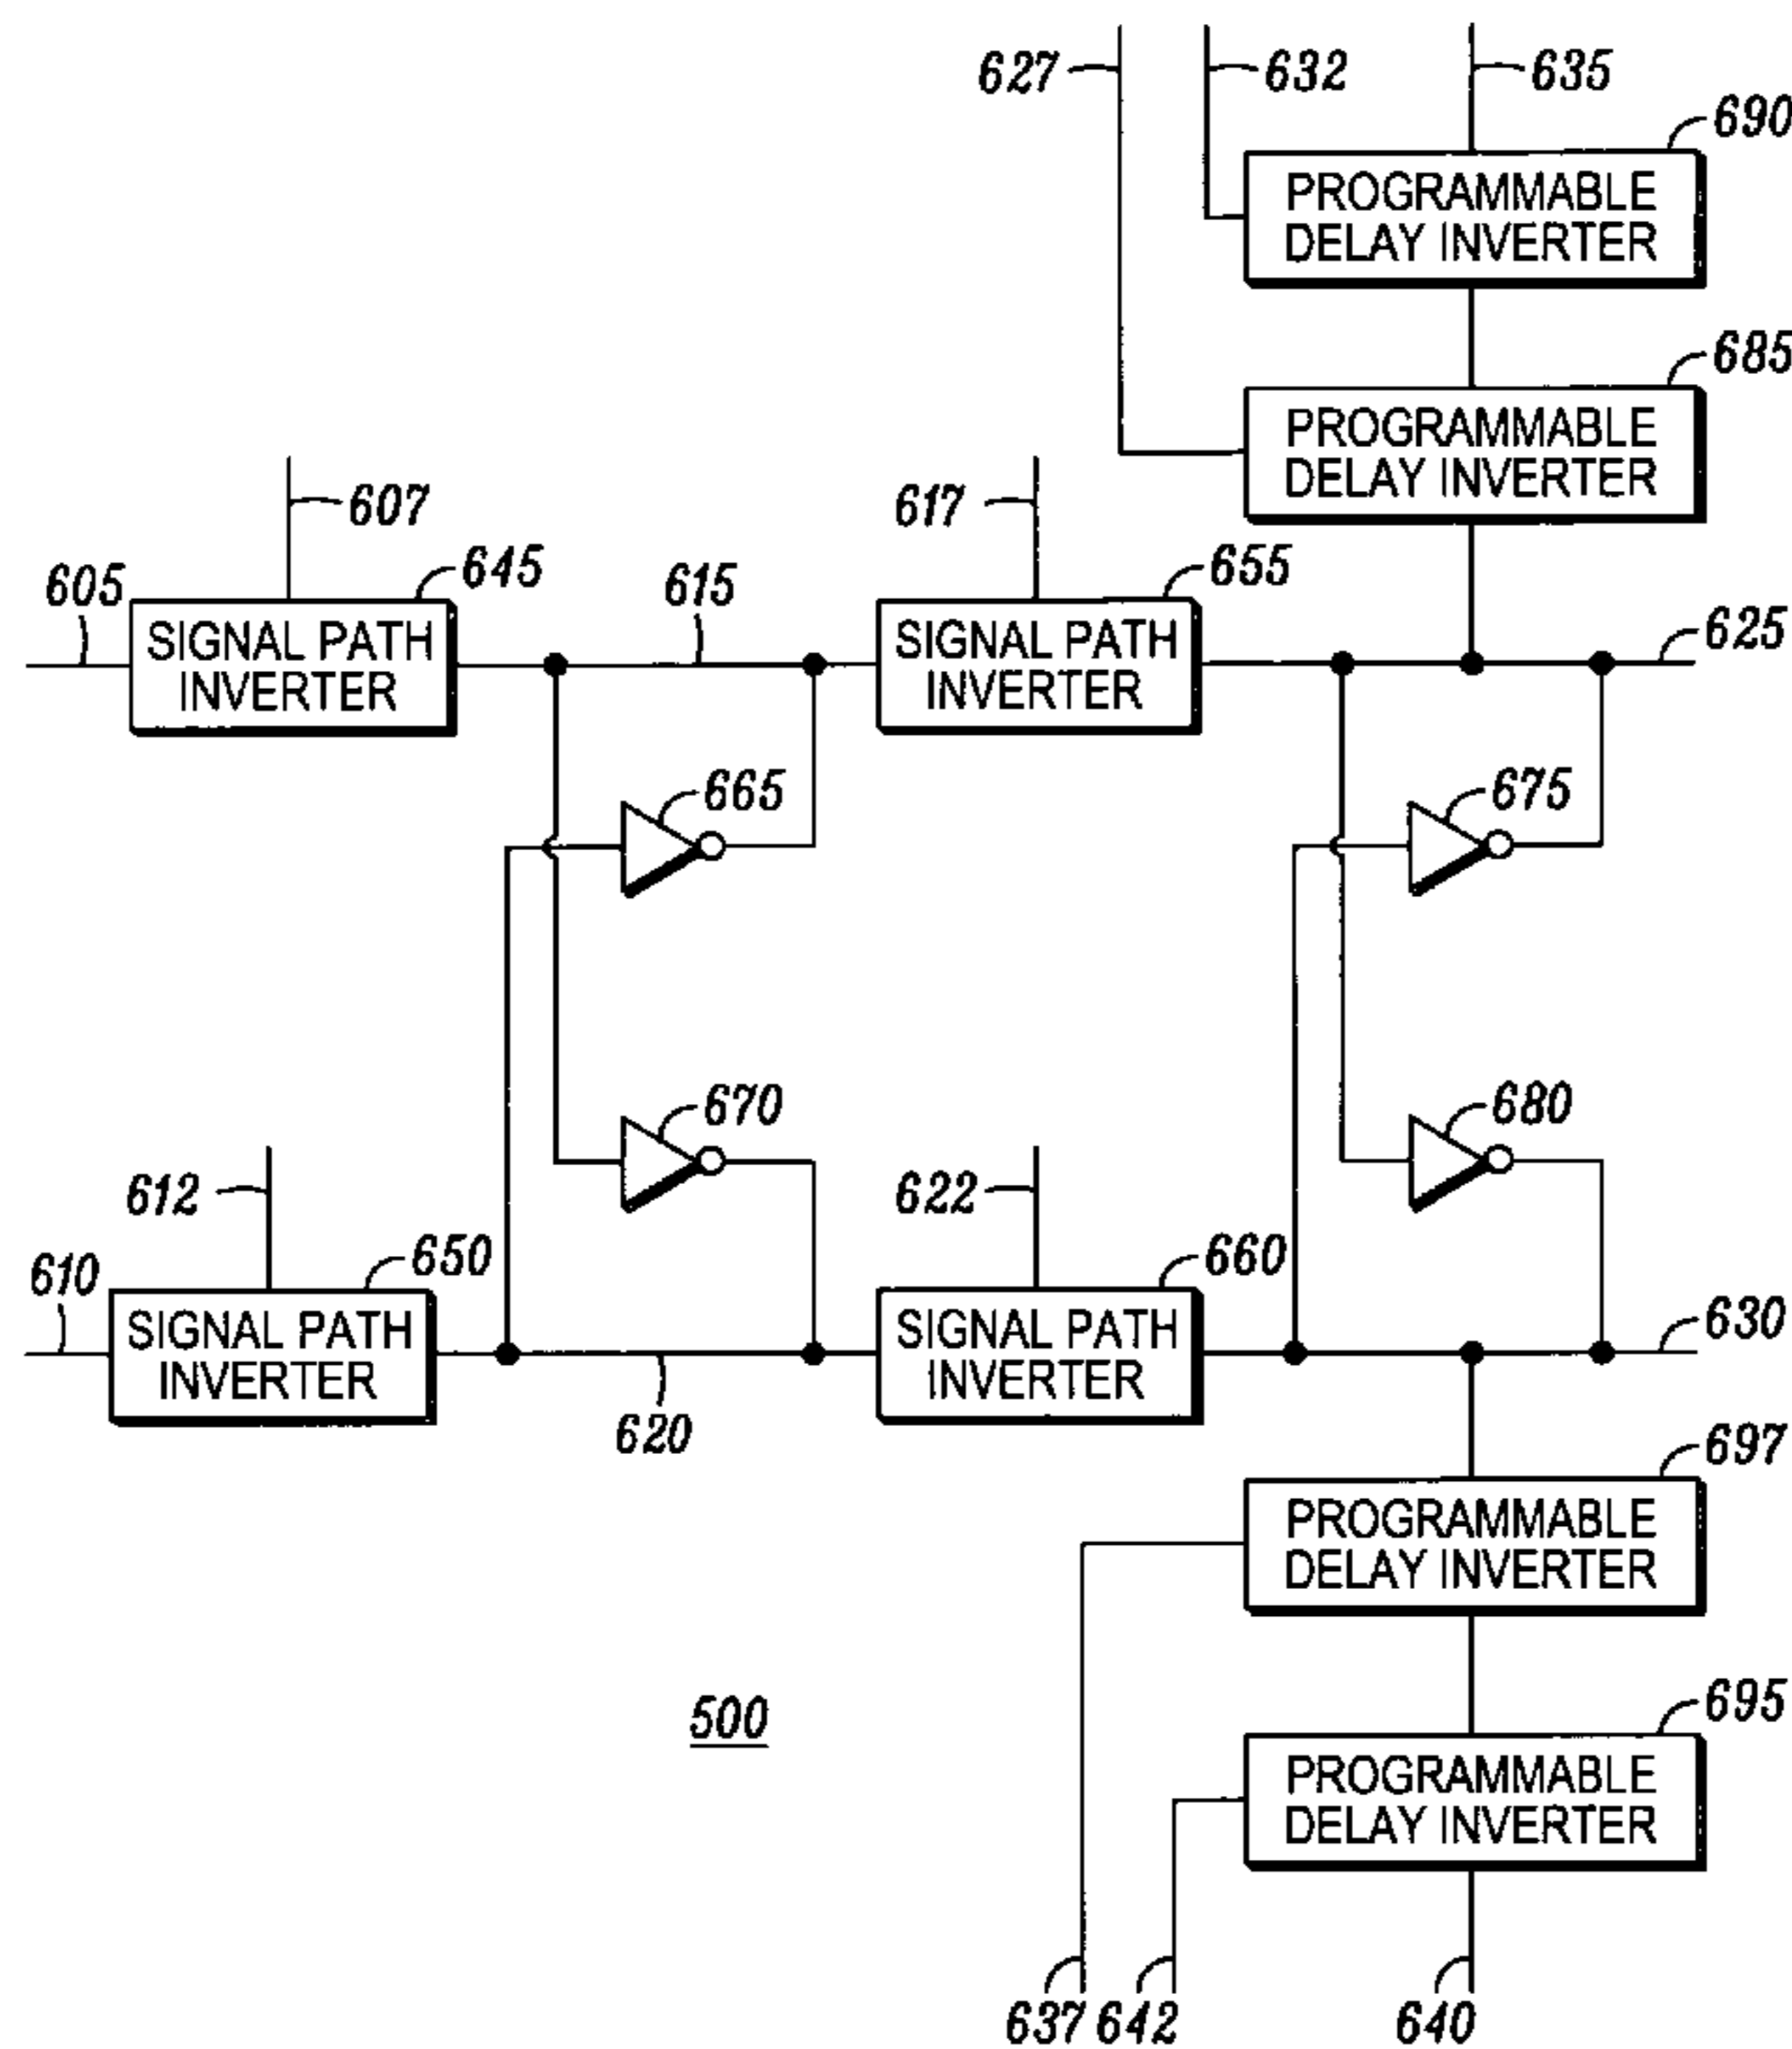 627
632
635
690
PROGRAMMABLE
DELAY INVERTER
685
PROGRAMMABLE
DELAY INVERTER
607
617
605
645
615
655
625
SIGNAL PATH
INVERTER
SIGNAL PATH
INVERTER
665
675
670
680
612
622
610
650
660
630
SIGNAL PATH
INVERTER
SIGNAL PATH
INVERTER
620
697
PROGRAMMABLE
DELAY INVERTER
500
695
PROGRAMMABLE
DELAY INVERTER
637
642
640